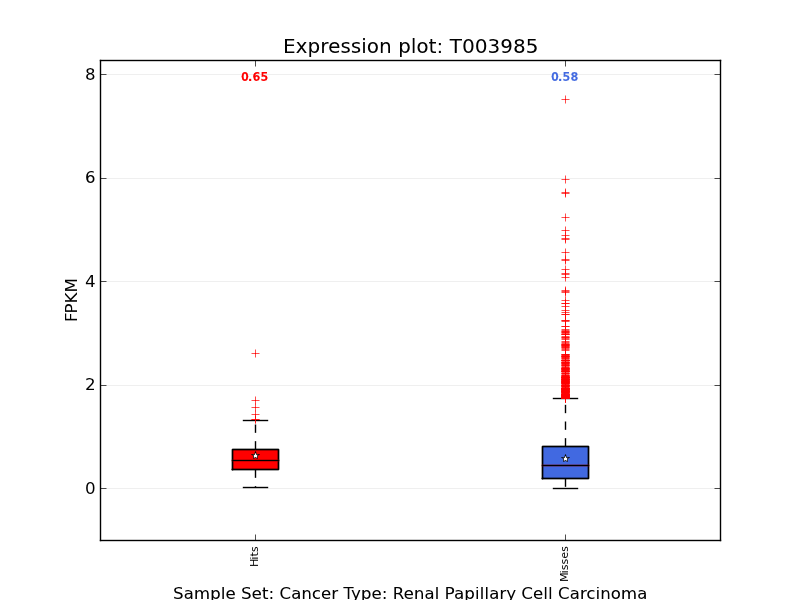 Expression plot: T003985
0.65
0.58
8
6
4
2
0
FPKM
Hits
Misses
Sample Set: Cancer Type: Renal Papillary Cell Carcinoma